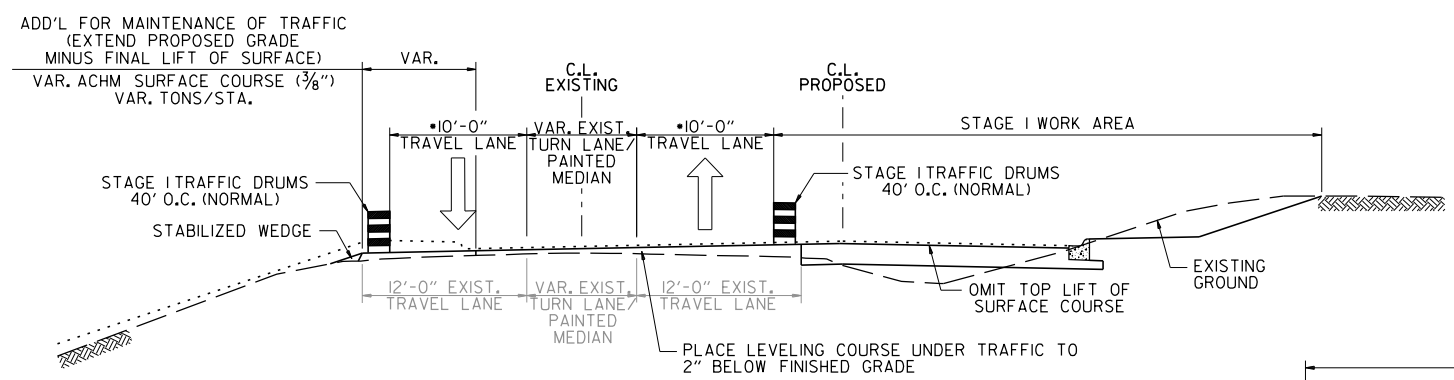 ADD'L FOR MAINTENANCE OF TRAFFIC
(EXTEND PROPOSED GRADE
MINUS FINAL LIFT OF SURFACE)
VAR. ACHM SURFACE COURSE (3/8")
VAR. TONS/STA.
VAR.
C.L.
EXISTING
C.L.
PROPOSED
*10'-0"
TRAVEL LANE
VAR. EXIST.
TURN LANE/
PAINTED
MEDIAN
*10'-0"
TRAVEL LANE
STAGE 1 WORK AREA
STAGE 1 TRAFFIC DRUMS
40' O.C. (NORMAL)
STAGE 1 TRAFFIC DRUMS
40' O.C. (NORMAL)
STABILIZED WEDGE
EXISTING
GROUND
12'-0" EXIST.
TRAVEL LANE
VAR. EXIST.
TURN LANE/
PAINTED
MEDIAN
12'-0" EXIST.
TRAVEL LANE
OMIT TOP LIFT OF
SURFACE COURSE
PLACE LEVELING COURSE UNDER TRAFFIC TO
2" BELOW FINISHED GRADE